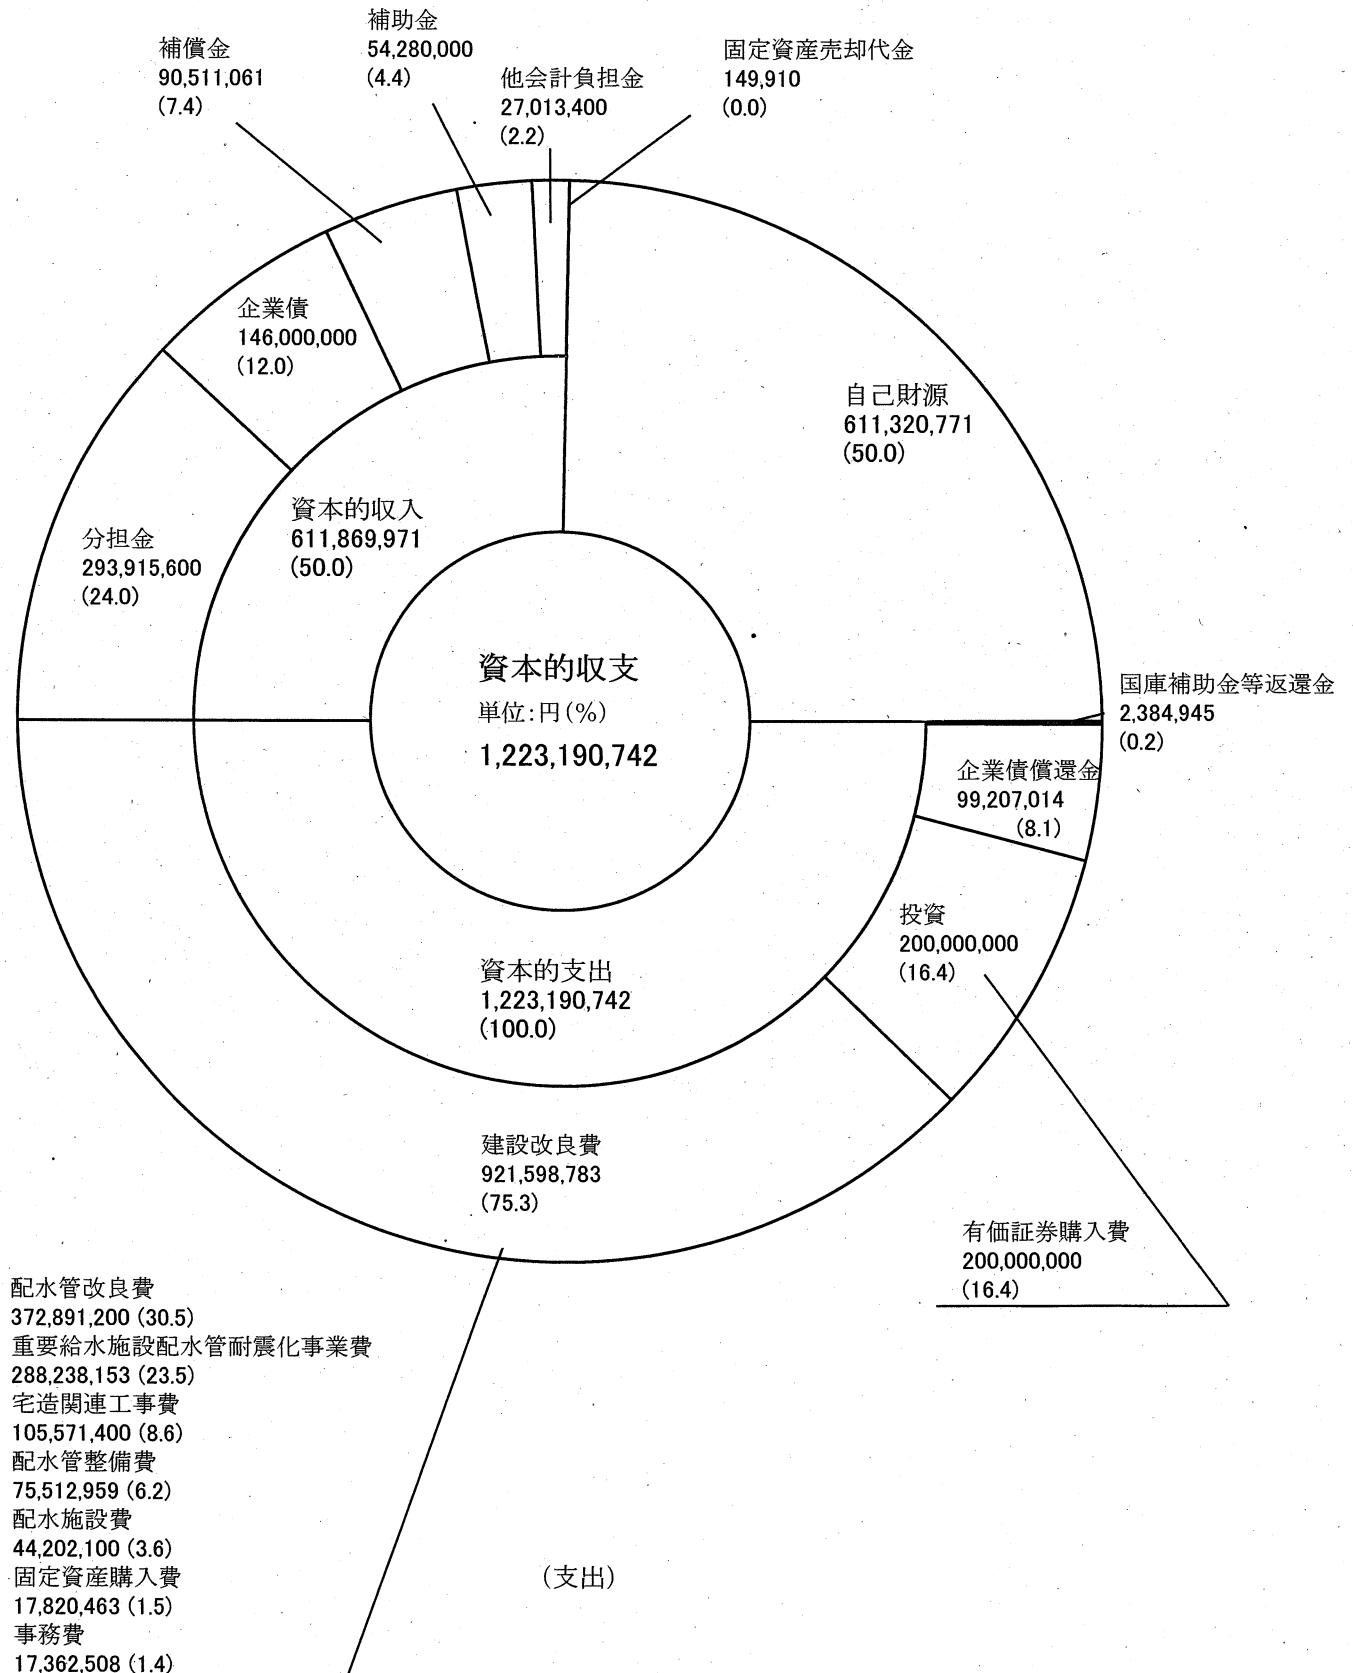 補助金
54,280,000
(4.4)
補償金
90,511,061
(7.4)
他会計負担金
27,013,400
(2.2)
固定資産売却代金
149,910
(0.0)
企業債
146,000,000
(12.0)
自己財源
611,320,771
(50.0)
資本的収入
611,869,971
(50.0)
分担金
293,915,600
(24.0)
資本的収支
単位:円(%)
1,223,190,742
国庫補助金等返還金
2,384,945
(0.2)
企業債償還金
99,207,014
(8.1)
投資
200,000,000
(16.4)
資本的支出
1,223,190,742
(100.0)
建設改良費
921,598,783
(75.3)
有価証券購入費
200,000,000
(16.4)
配水管改良費
372,891,200 (30.5)
重要給水施設配水管耐震化事業費
288,238,153 (23.5)
宅造関連工事費
105,571,400 (8.6)
配水管整備費
75,512,959 (6.2)
配水施設費
44,202,100 (3.6)
固定資産購入費
17,820,463 (1.5)
事務費
17,362,508 (1.4)
(支出)